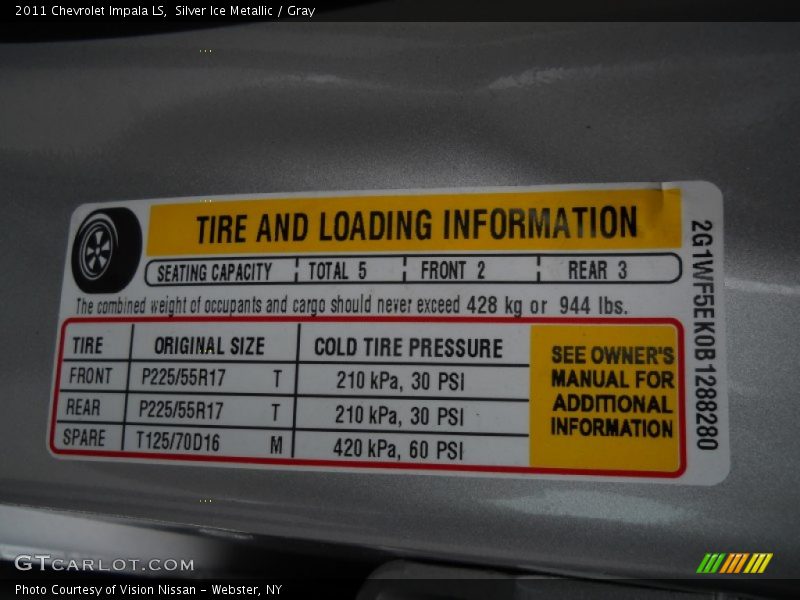 2011 Chevrolet Impala LS,  Silver Ice Metallic / Gray
TIRE AND LOADING INFORMATION
SEATING CAPACITY TOTAL 5 FRONT 2 REAR 3
The combined weight of occupants and cargo should never exceed 428 kg or 944 lbs.
TIRE ORIGINAL SIZE COLD TIRE PRESSURE
FRONT P225/55R17 T 210 kPa, 30 PSI
REAR P225/55R17 T 210 kPa, 30 PSI
SPARE T125/70D16 M 420 kPa, 60 PSI
SEE OWNER'S
MANUAL FOR
ADDITIONAL
INFORMATION
2G1WF5EK0B1288280
GTCARLOT.COM
Photo Courtesy of Vision Nissan - Webster, NY